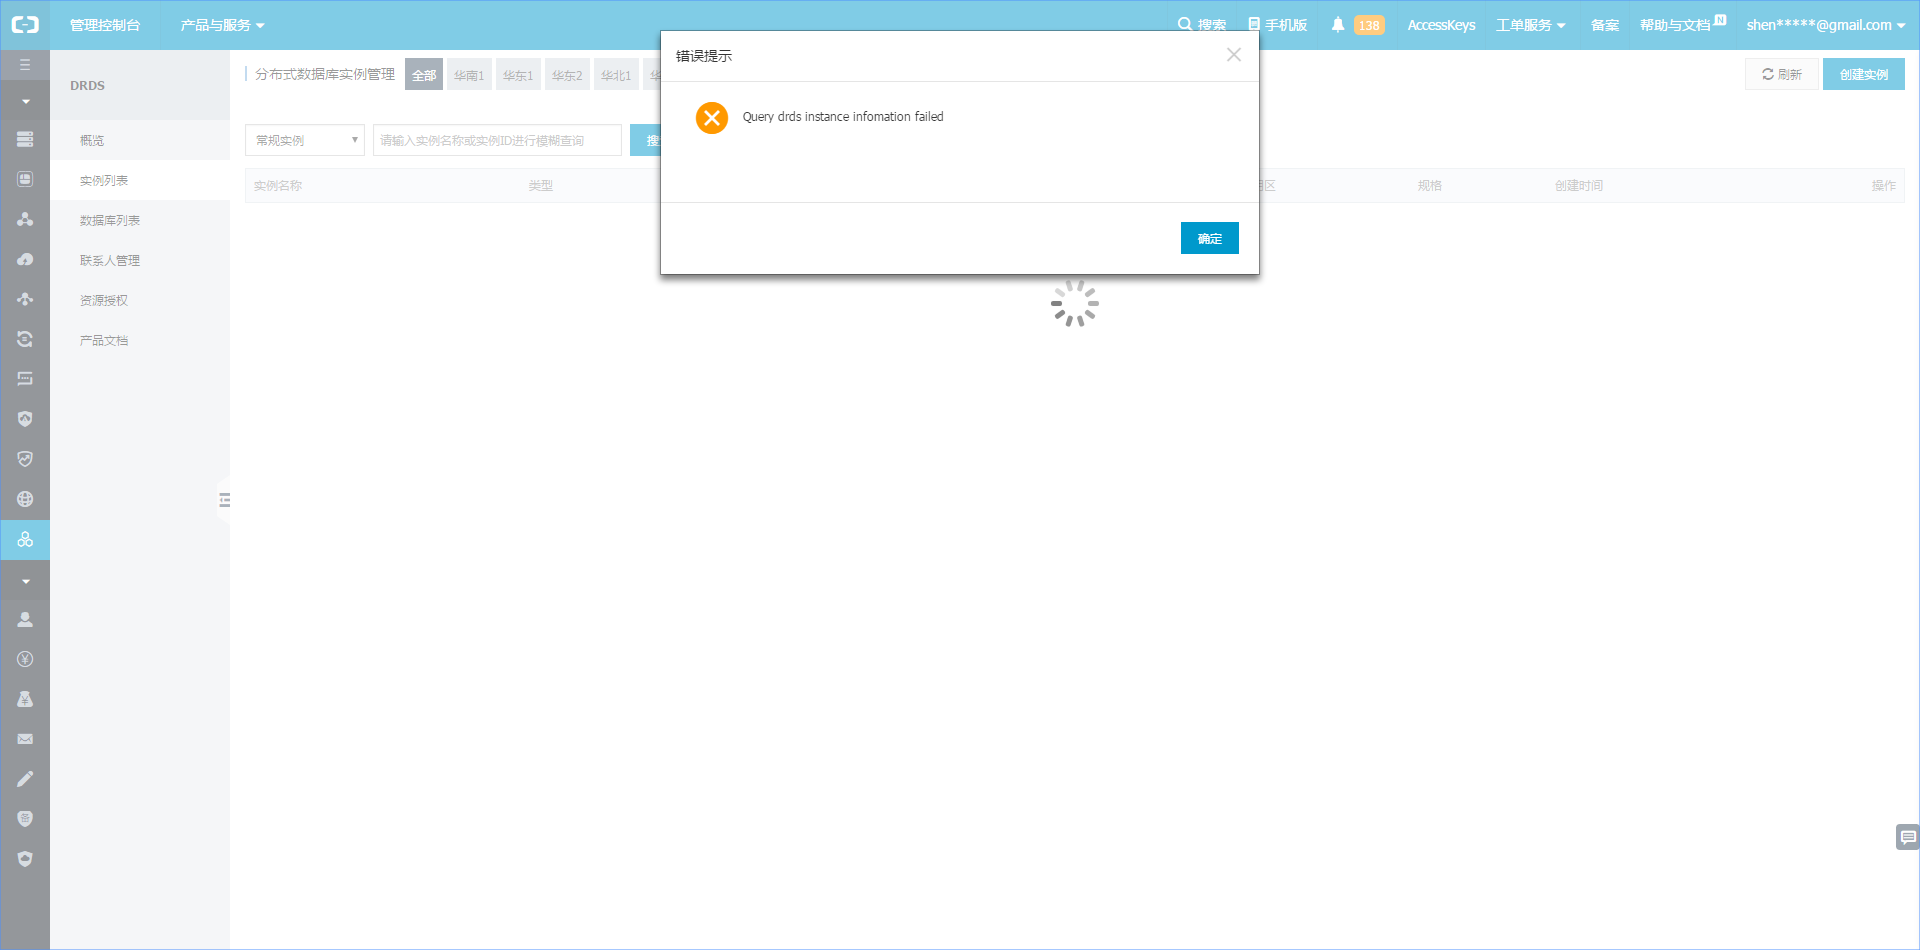 管理控制台
产品与服务
搜索
手机版
138
AccessKeys
工单服务
备案
帮助与文档
N
shen*****@gmail.com
DRDS
概览
实例列表
数据库列表
联系人管理
资源授权
产品文档
分布式数据库实例管理
全部
华南1
华东1
华东2
华北1
华
刷新
创建实例
常规实例
请输入实例名称或实例ID进行模糊查询
搜
实例名称
类型
区
规格
创建时间
操作
错误提示
Query drds instance infomation failed
确定